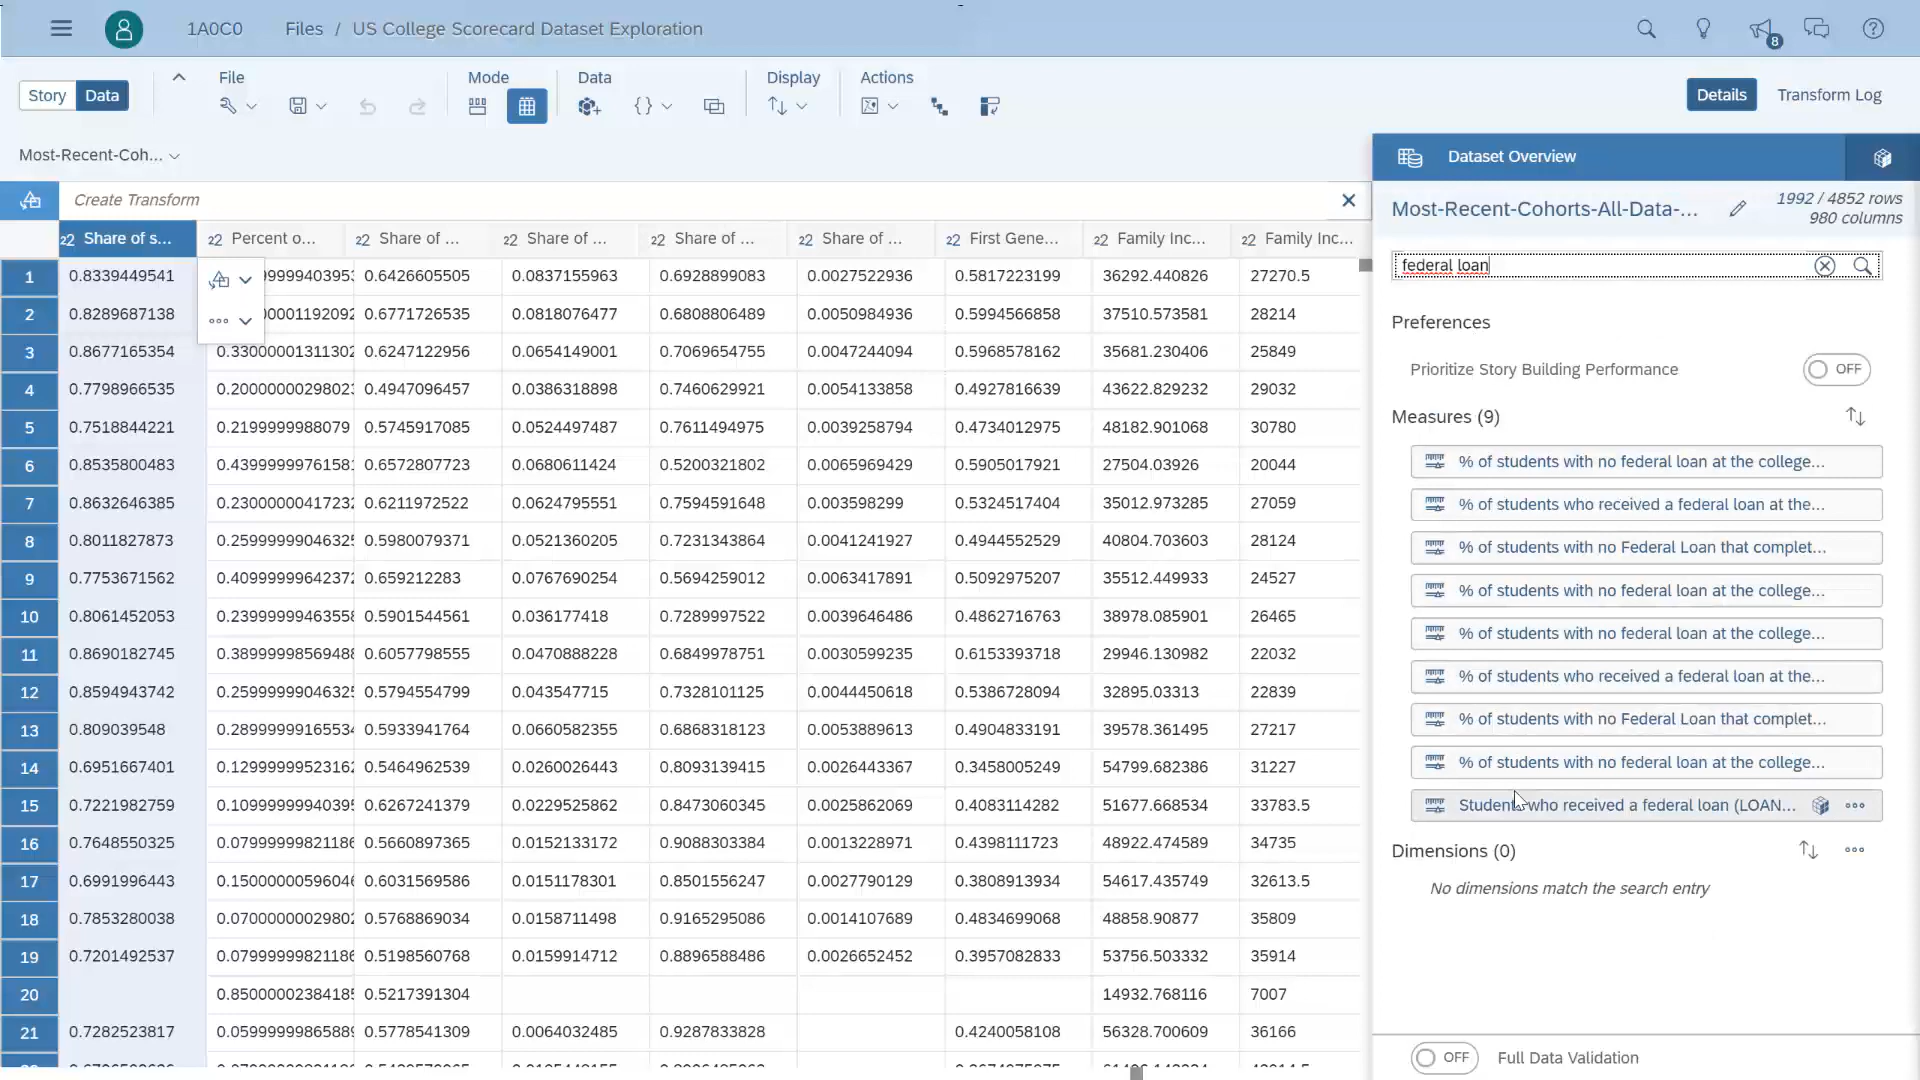 1A0C0 Files / US College Scorecard Dataset Exploration 8
File Mode Data Display Actions
Story Data Details Transform Log
Most-Recent-Coh...
Dataset Overview
Create Transform
Most-Recent-Cohorts-All-Data-... 1992 / 4852 rows
980 columns
Share of s... Percent o... Share of ... Share of ... Share of ... Share of ... First Gene... Family Inc... Family Inc...
federal loan
1 0.8339449541 9999940395 0.6426605505 0.0837155963 0.6928899083 0.0027522936 0.5817223199 36292.440826 27270.5
2 0.8289687138 00001192092 0.6771726535 0.0818076477 0.6808806489 0.0050984936 0.5994566858 37510.573581 28214
3 0.8677165354 0.33000001311302 0.6247122956 0.0654149001 0.7069654755 0.0047244094 0.5968578162 35681.230406 25849
4 0.7798966535 0.2000000029802 0.4947096457 0.0386318898 0.7460629921 0.0054133858 0.4927816639 43622.829232 29032
5 0.7518844221 0.2199999988079 0.5745917085 0.0524497487 0.7611494975 0.0039258794 0.4734012975 48182.901068 30780
6 0.8535800483 0.4399999976158 0.6572807723 0.0680611424 0.5200321802 0.0065969429 0.5905017921 27504.03926 20044
7 0.8632646385 0.2300000041723 0.6211972522 0.0624795551 0.7594591648 0.003598299 0.5324517404 35012.973285 27059
8 0.8011827873 0.2599999904632 0.5980079371 0.0521360205 0.7231343864 0.0041241927 0.4944552529 40804.703603 28124
9 0.7753671562 0.4099999964237 0.659212283 0.0767690254 0.5694259012 0.0063417891 0.5092975207 35512.449933 24527
10 0.8061452053 0.2399999946355 0.5901544561 0.036177418 0.7289997522 0.0039646486 0.4862716763 38978.085901 26465
11 0.8690182745 0.3899999856948 0.6057798555 0.0470888228 0.6849978751 0.0030599235 0.6153393718 29946.130982 22032
12 0.8594943742 0.2599999904632 0.5794554799 0.043547715 0.7328101125 0.0044450618 0.5386728094 32895.03313 22839
13 0.809039548 0.2899999916553 0.5933941764 0.0660582355 0.6868318123 0.0053889613 0.4904833191 39578.361495 27217
14 0.6951667401 0.1299999952316 0.5464962539 0.0260026443 0.8093139415 0.0026443367 0.3458005249 54799.682386 31227
15 0.7221982759 0.1099999994039 0.6267241379 0.0229525862 0.8473060345 0.0025862069 0.4083114282 51677.668534 33783.5
16 0.7648550325 0.0799999982118 0.5660897365 0.0152133172 0.9088303384 0.0013228971 0.4398111723 48922.474589 34735
17 0.6991996443 0.1500000059604 0.6031569586 0.0151178301 0.8501556247 0.0027790129 0.3808913934 54617.435749 32613.5
18 0.7853280038 0.0700000002980 0.5768869034 0.0158711498 0.9165295086 0.0014107689 0.4834699068 48858.90877 35809
19 0.7201492537 0.0799999982118 0.5198560768 0.0159914712 0.8896588486 0.0026652452 0.3957082833 53756.503332 35914
20 0.8500000238418 0.5217391304 14932.768116 7007
21 0.7282523817 0.0599999986588 0.5778541309 0.0064032485 0.9287833828 0.4240058108 56328.700609 36166
Preferences
Prioritize Story Building Performance OFF
Measures (9)
% of students with no federal loan at the college...
% of students who received a federal loan at the...
% of students with no Federal Loan that complet...
% of students with no federal loan at the college...
% of students with no federal loan at the college...
% of students who received a federal loan at the...
% of students with no Federal Loan that complet...
% of students with no federal loan at the college...
Students who received a federal loan (LOAN...
Dimensions (0)
No dimensions match the search entry
OFF Full Data Validation